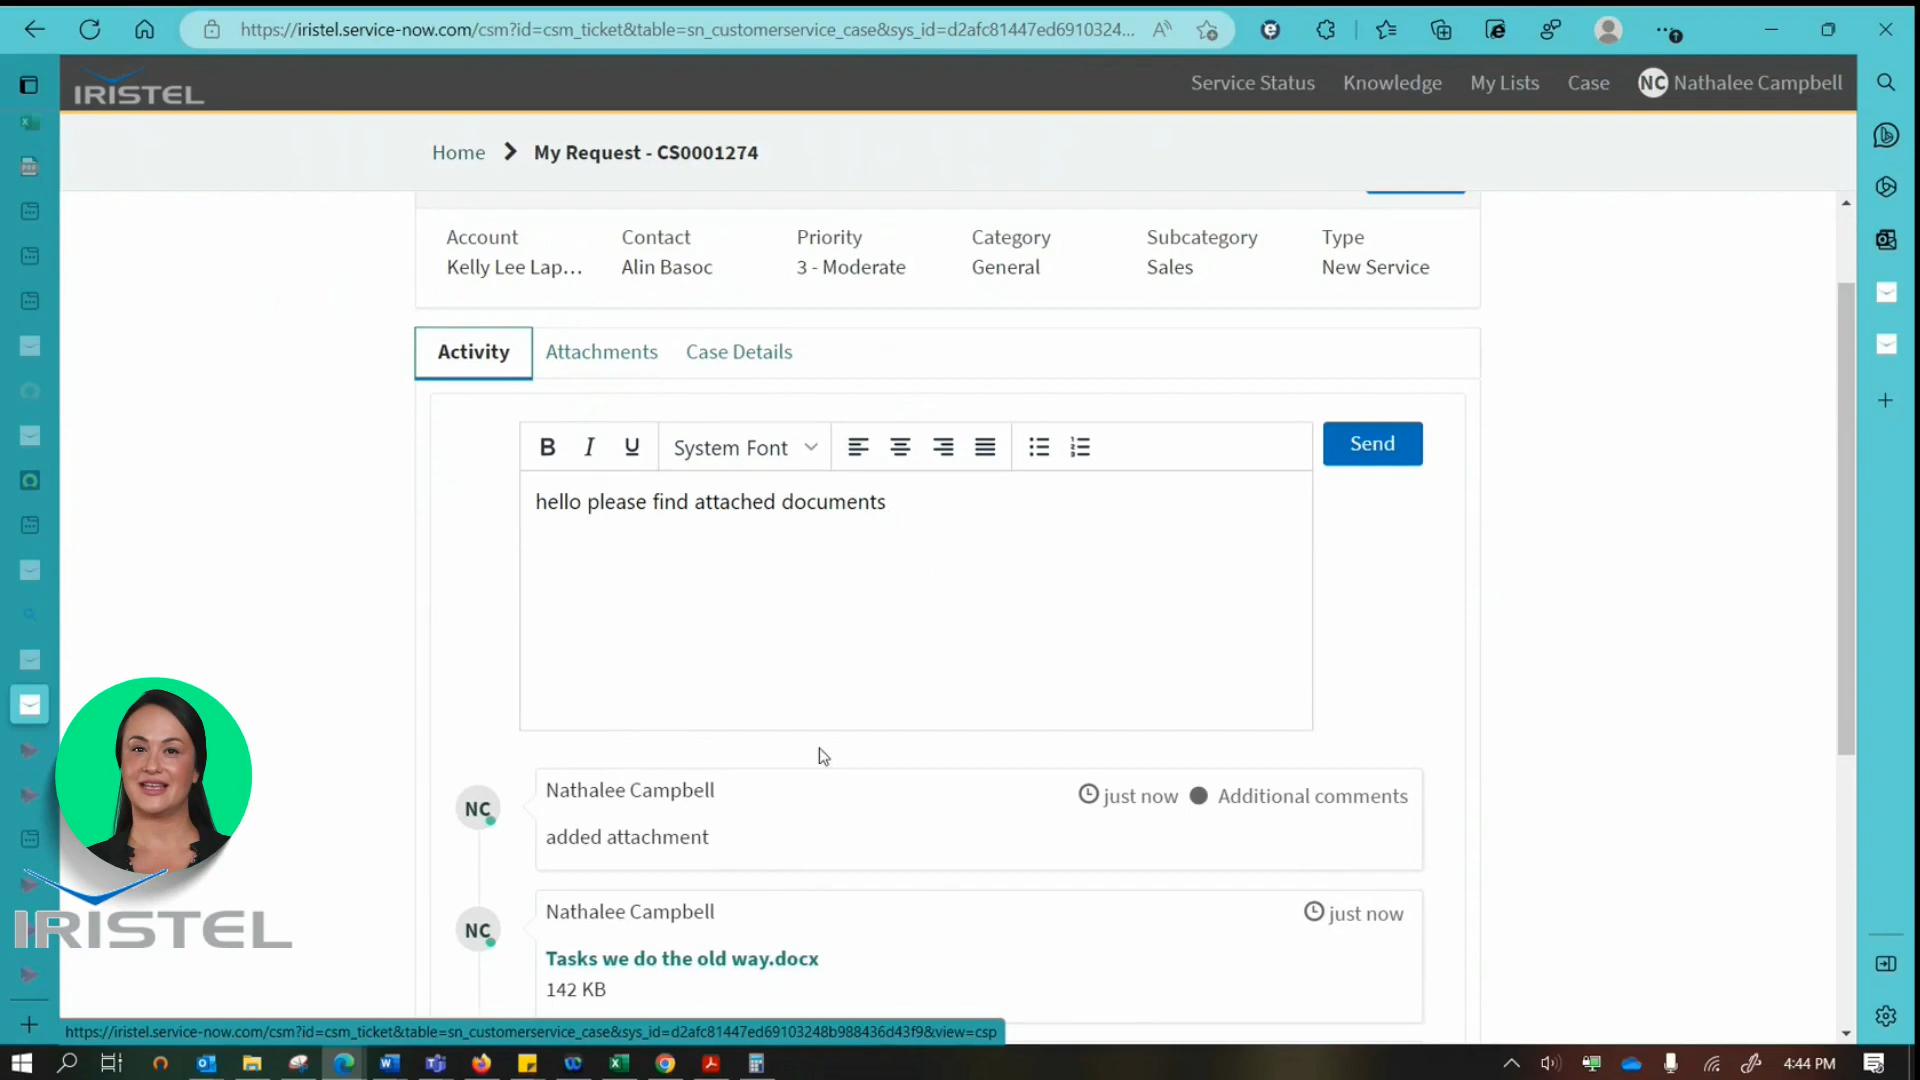 https://iristel.service-now.com/csm?id=csm_ticket&table=sn_customerservice_case&sys_id=d2afc81447ed6910324...
IRISTEL
Service Status
Knowledge
My Lists
Case
NC Nathalee Campbell
Home > My Request - CS0001274
Account
Contact
Priority
Category
Subcategory
Type
Kelly Lee Lap...
Alin Basoc
3 - Moderate
General
Sales
New Service
Activity
Attachments
Case Details
B I U System Font
Send
hello please find attached documents
NC
Nathalee Campbell
just now
Additional comments
added attachment
NC
Nathalee Campbell
just now
Tasks we do the old way.docx
142 KB
IRISTEL
https://iristel.service-now.com/csm?id=csm_ticket&table=sn_customerservice_case&sys_id=d2afc81447ed69103248b988436d43f9&view=csp
4:44 PM